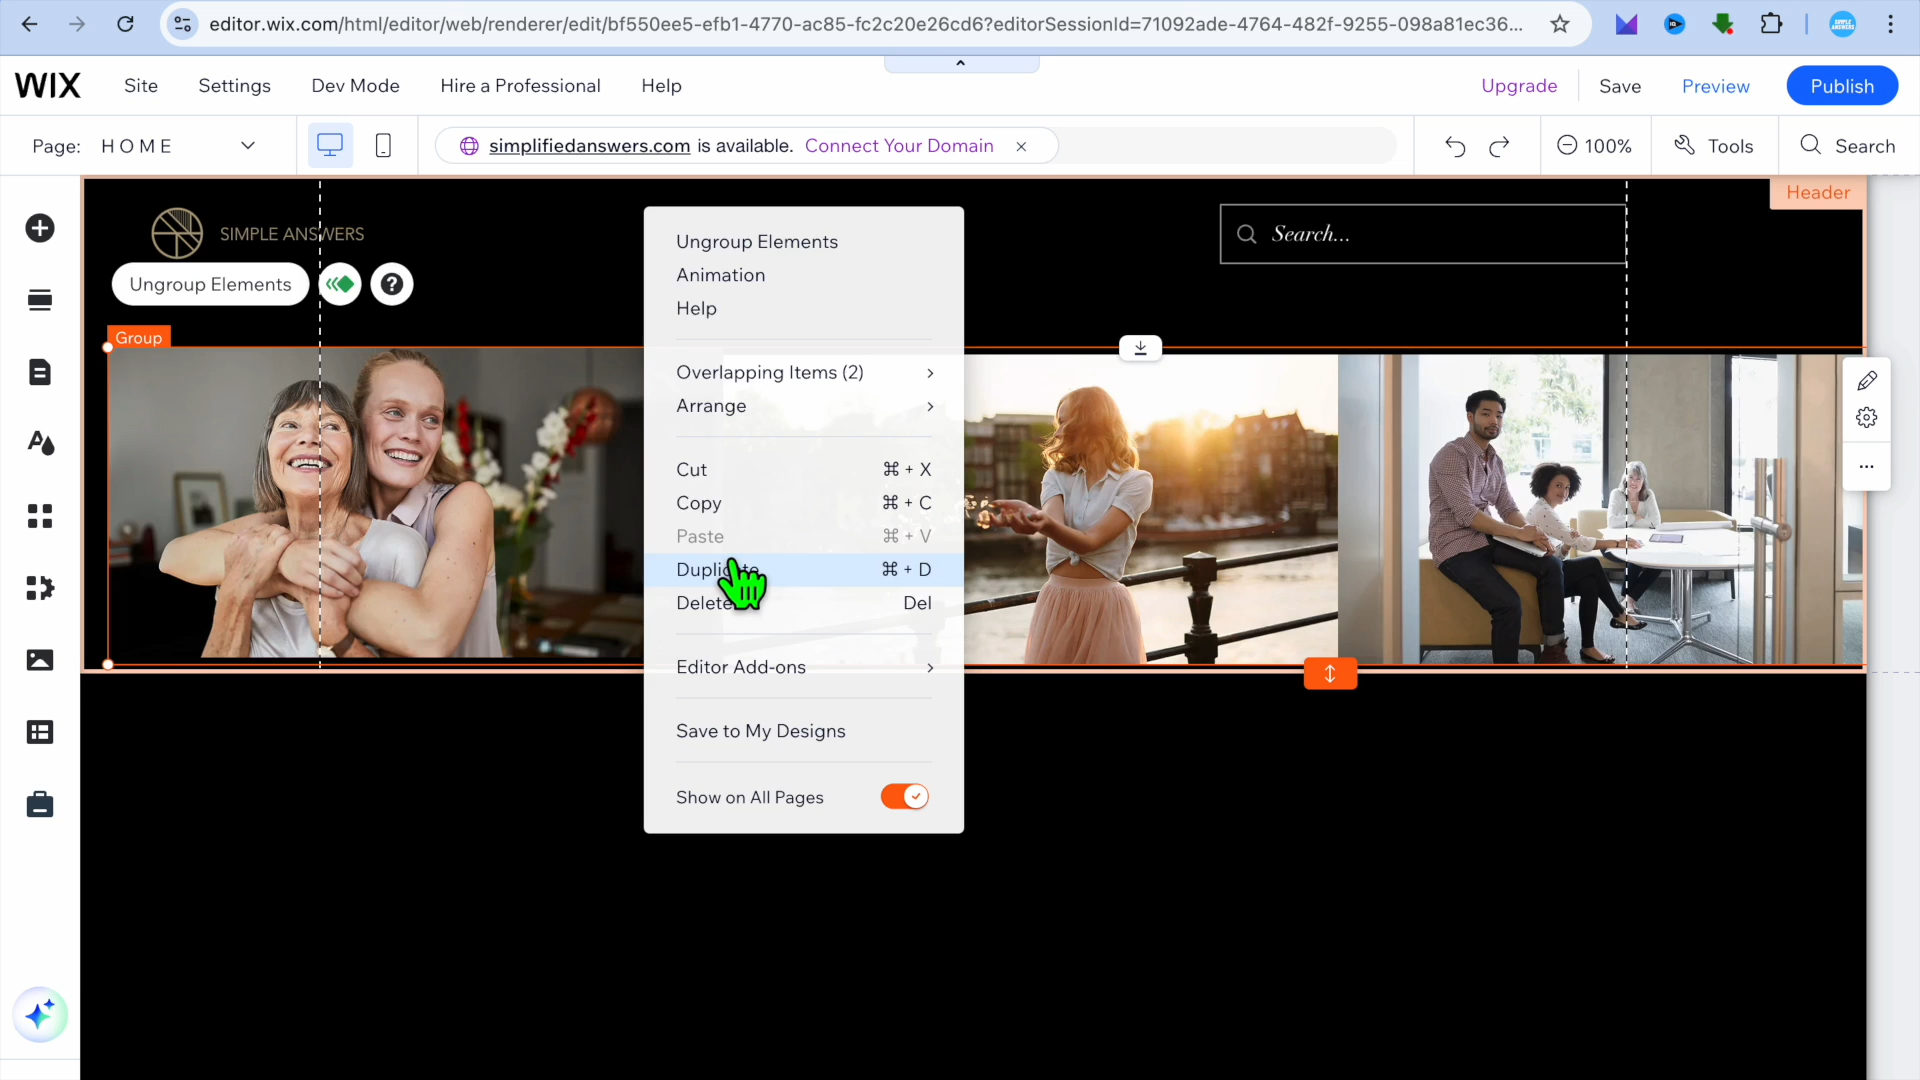 editor.wix.com/html/editor/web/renderer/edit/bf550ee5-efb1-4770-ac85-fc2c20e26cd6?editorSessionId=71092ade-4764-482f-9255-098a81ec36...
WIX Site Settings Dev Mode Hire a Professional Help Upgrade Save Preview Publish
Page: HOME simplifiedanswers.com is available. Connect Your Domain 100% Tools Search
Header
SIMPLE ANSWERS
Search...
Ungroup Elements
Group
Ungroup Elements
Animation
Help
Overlapping Items (2)
Arrange
Cut ⌘ + X
Copy ⌘ + C
Paste ⌘ + V
Duplicate ⌘ + D
Delete Del
Editor Add-ons
Save to My Designs
Show on All Pages